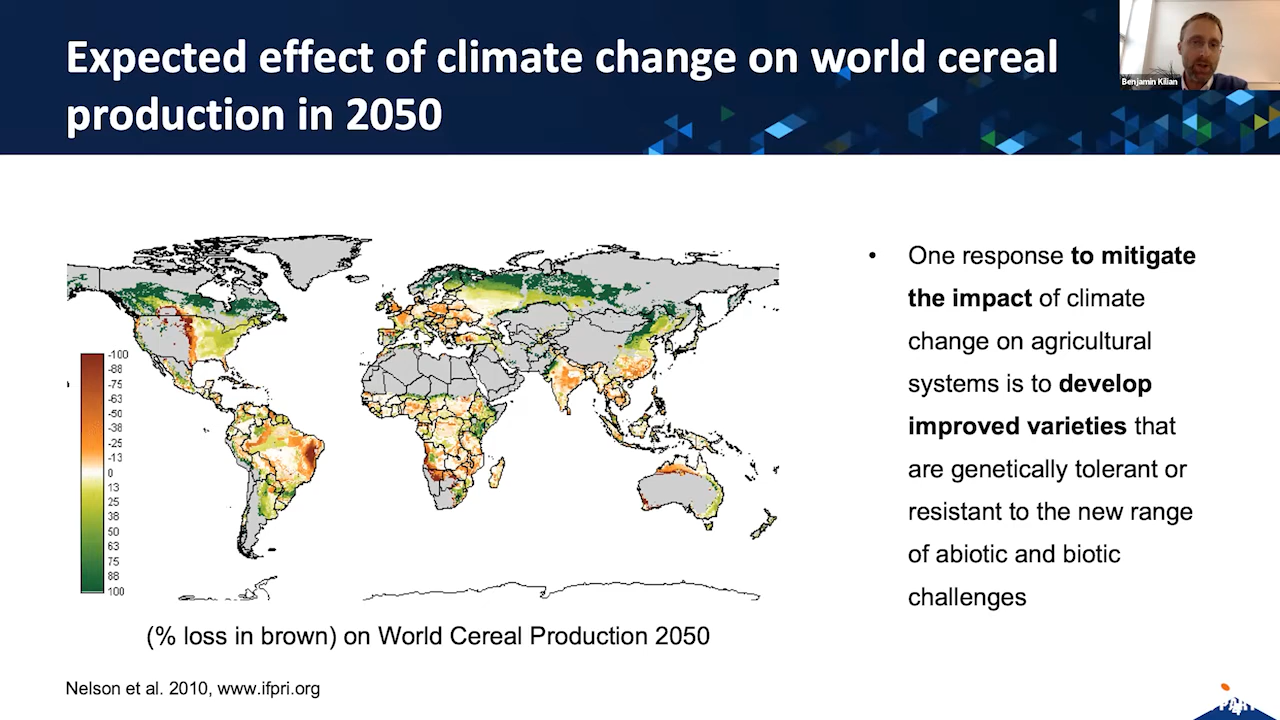 Expected effect of climate change on world cereal
production in 2050
Benjamin Kilian
-100
-88
-75
-63
-50
-38
-25
-13
0
13
25
38
50
63
75
88
100
(% loss in brown) on World Cereal Production 2050
• One response to mitigate
the impact of climate
change on agricultural
systems is to develop
improved varieties that
are genetically tolerant or
resistant to the new range
of abiotic and biotic
challenges
Nelson et al. 2010, www.ifpri.org